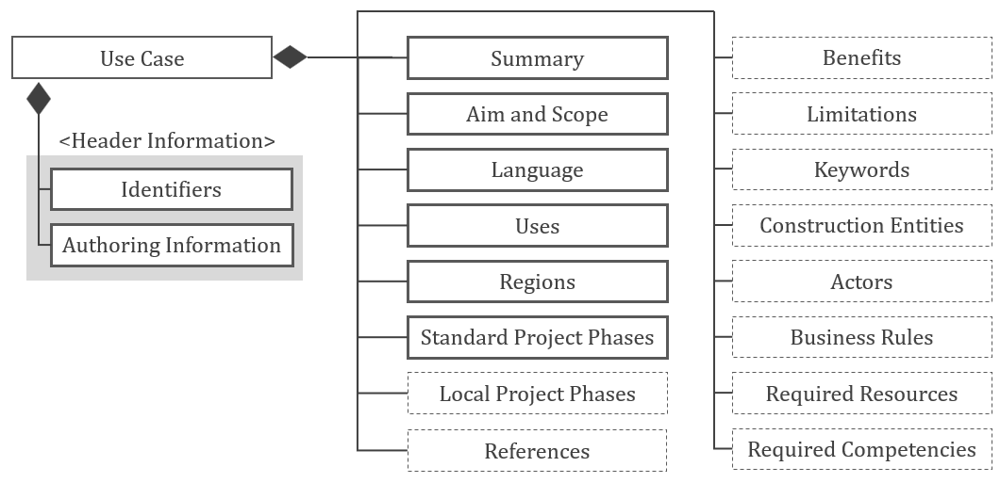 Use Case
<Header Information>
Identifiers
Authoring Information
Summary
Aim and Scope
Language
Uses
Regions
Standard Project Phases
Local Project Phases
References
Benefits
Limitations
Keywords
Construction Entities
Actors
Business Rules
Required Resources
Required Competencies